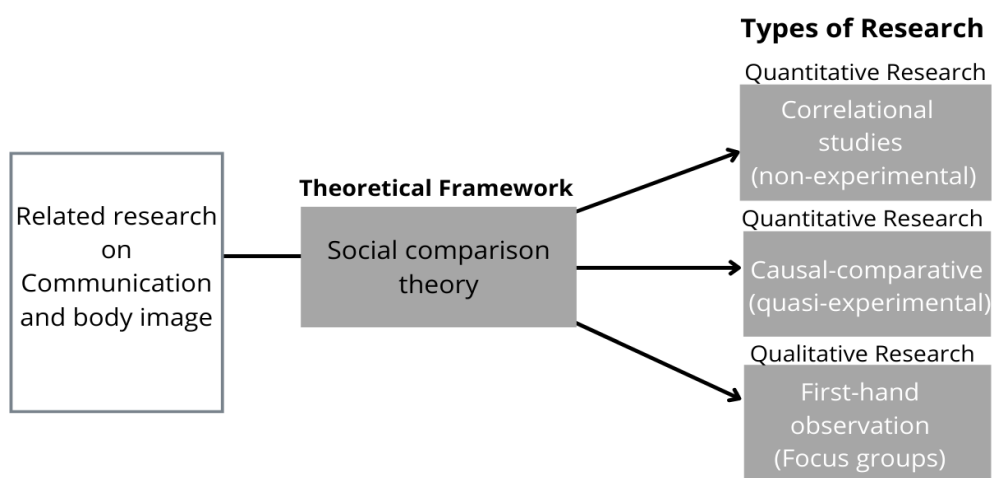 Types of Research
Quantitative Research
Correlational
studies
(non-experimental)
Related research
on
Communication
and body image
Theoretical Framework
Social comparison
theory
Quantitative Research
Causal-comparative
(quasi-experimental)
Qualitative Research
First-hand
observation
(Focus groups)